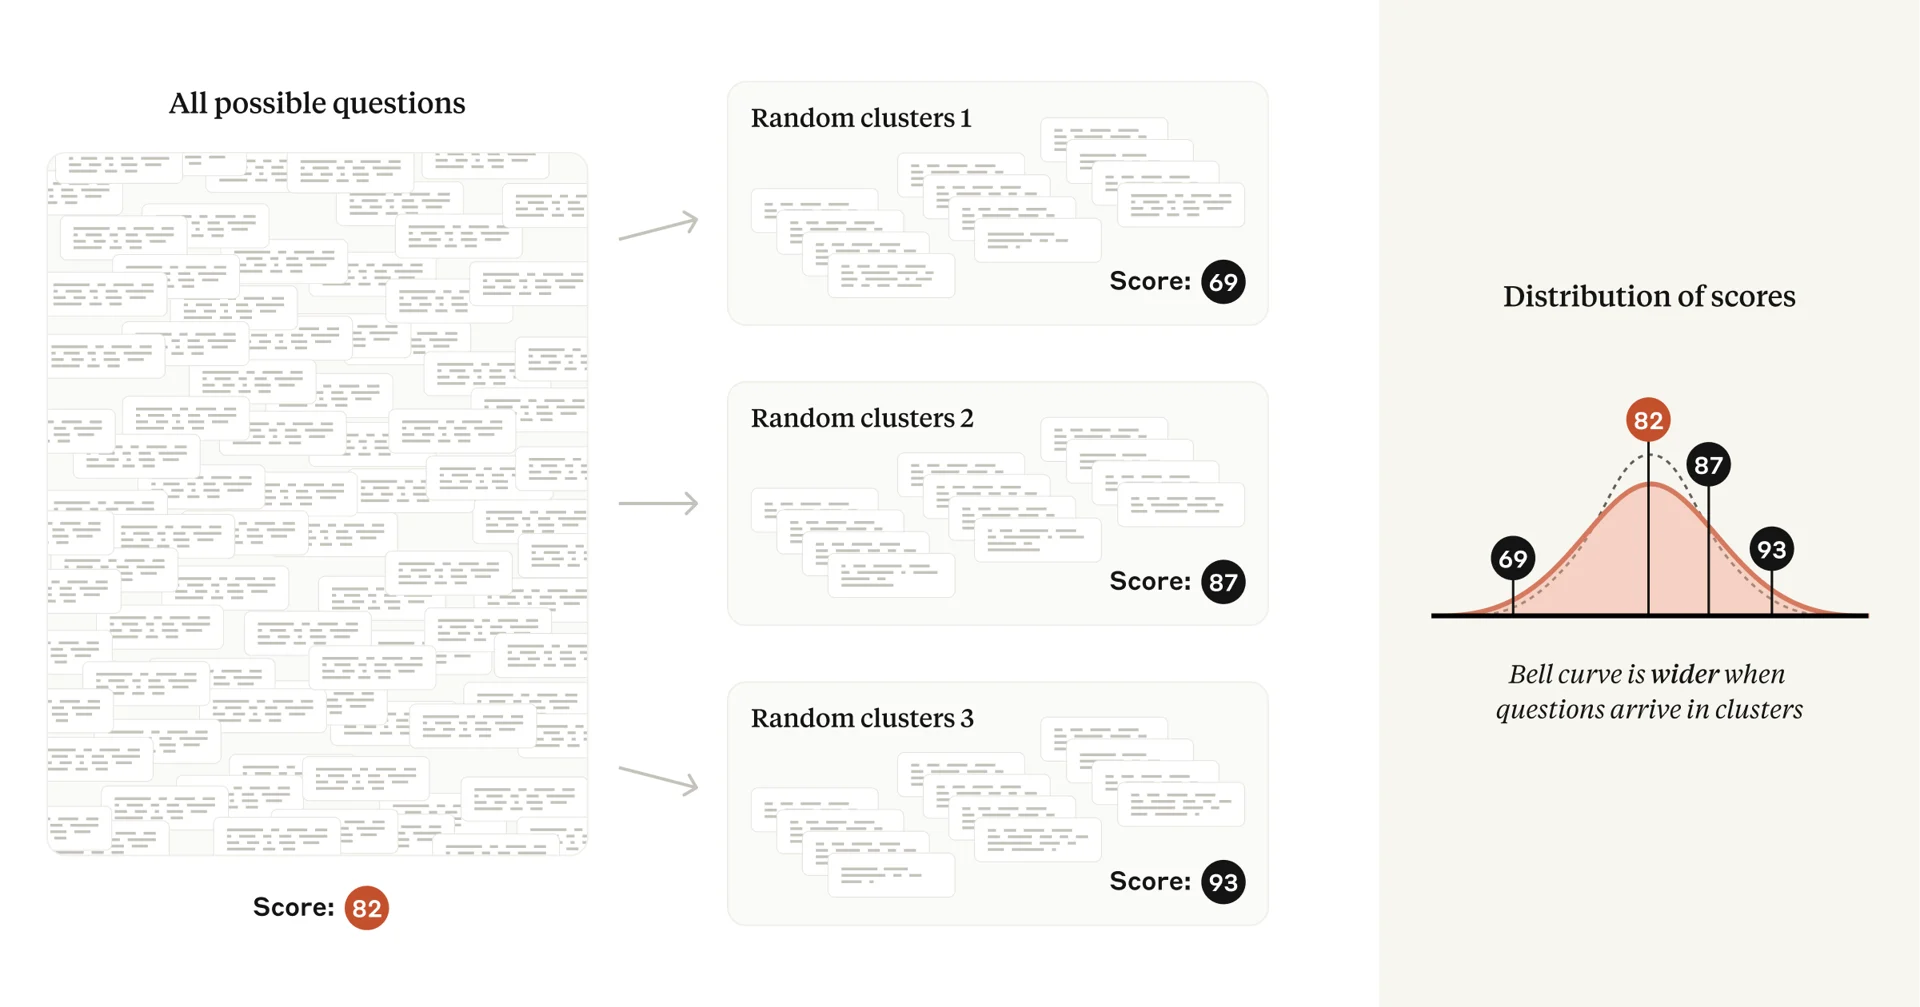 All possible questions
Score: 82
Random clusters 1
Score: 69
Random clusters 2
Score: 87
Random clusters 3
Score: 93
Distribution of scores
82
87
93
69
Bell curve is wider when
questions arrive in clusters